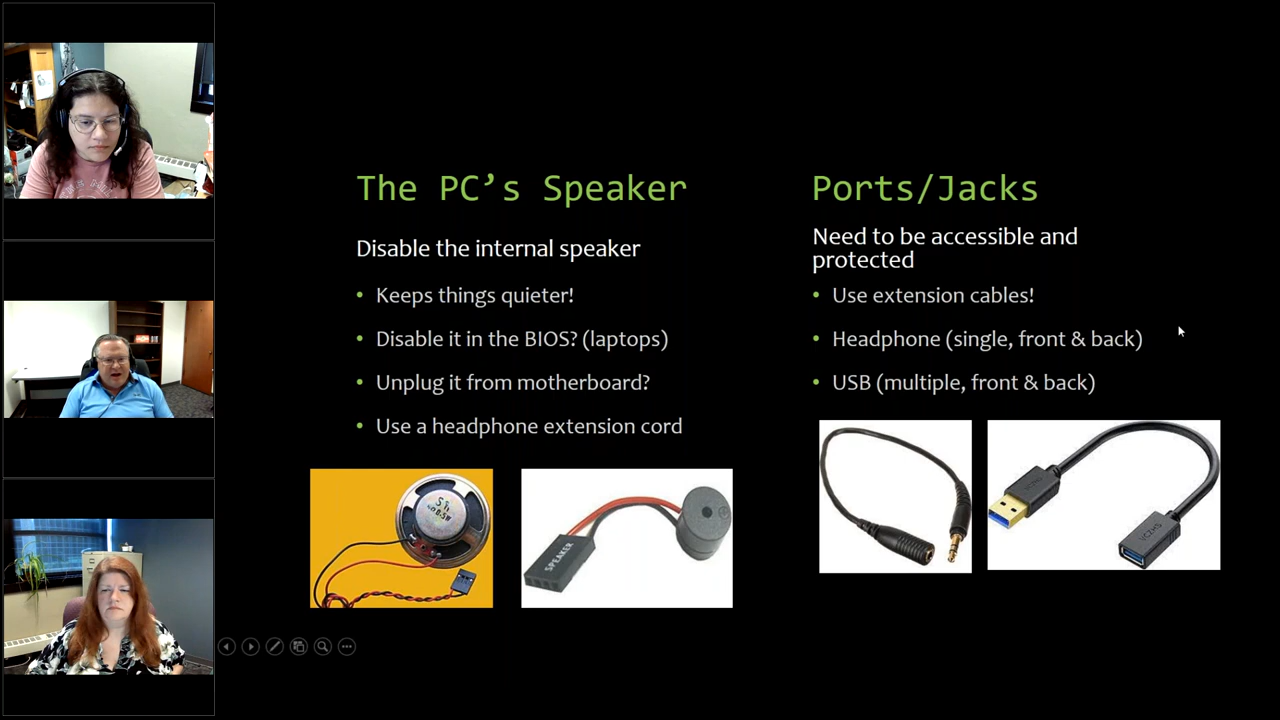 The PC’s Speaker
Disable the internal speaker
• Keeps things quieter!
• Disable it in the BIOS? (laptops)
• Unplug it from motherboard?
• Use a headphone extension cord
SPEAKER
Ports/Jacks
Need to be accessible and
protected
• Use extension cables!
• Headphone (single, front & back)
• USB (multiple, front & back)